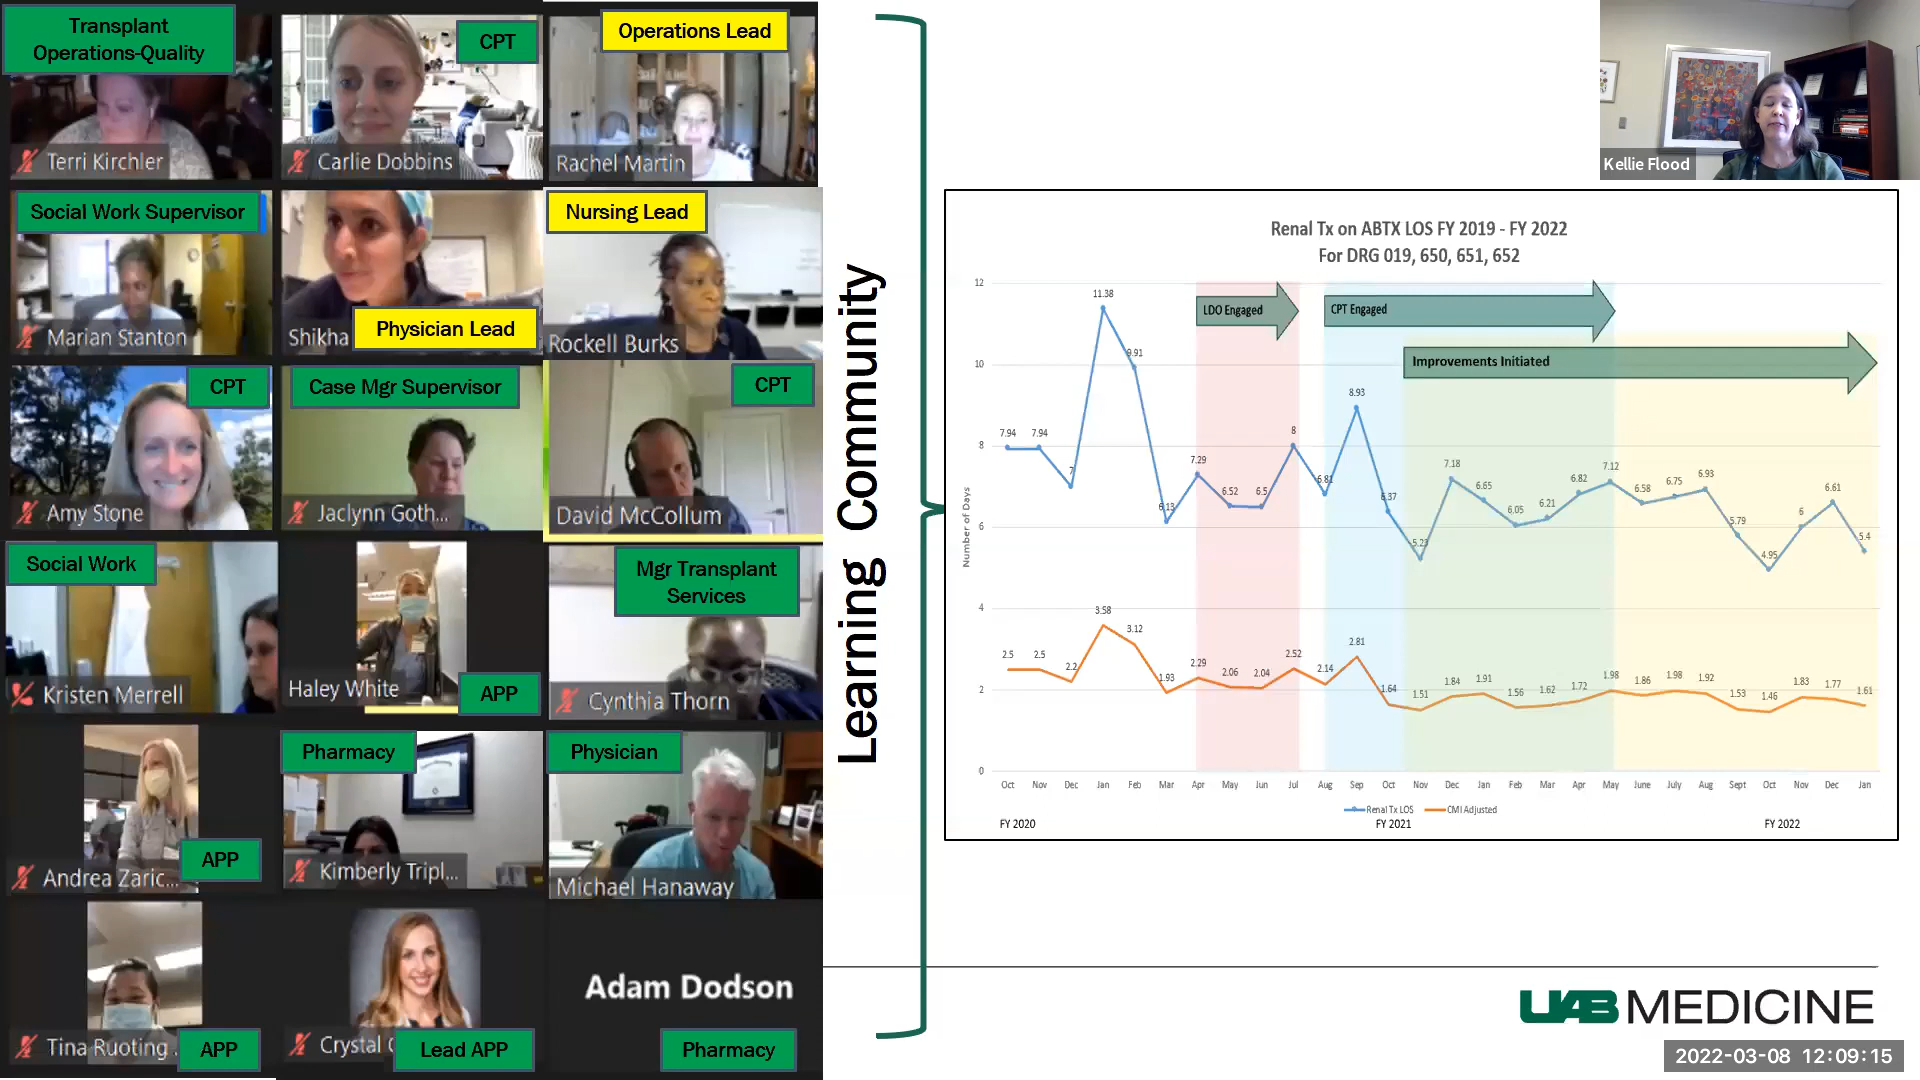 Transplant
Operations-Quality
CPT
Operations Lead
Terri Kirchler
Carlie Dobbins
Rachel Martin
Kellie Flood
Social Work Supervisor
Nursing Lead
Marian Stanton
Shikha
Physician Lead
Rockell Burks
CPT
Case Mgr Supervisor
CPT
Amy Stone
Jaclynn Goth...
David McCollum
Social Work
Mgr Transplant
Services
Kristen Merrell
Haley White
APP
Cynthia Thorn
Pharmacy
Physician
Andrea Zaric...
APP
Kimberly Tripl...
Michael Hanaway
Adam Dodson
Tina Ruoting
APP
Crystal
Lead APP
Pharmacy
Learning Community
Renal Tx on ABTX LOS FY 2019 - FY 2022
For DRG 019, 650, 651, 652
LDO Engaged
CPT Engaged
Improvements Initiated
Number of Days
12
10
8
6
4
2
0
7.94 7.94 7 11.38 9.91 6.13 7.29 6.52 6.5 8 6.81 8.93 6.37 5.23 7.18 6.65 6.05 6.21 6.82 7.12 6.58 6.75 6.93 5.79 4.95 6 6.61 5.4
2.5 2.5 2.2 3.58 3.12 1.93 2.29 2.06 2.04 2.52 2.14 2.81 1.64 1.51 1.84 1.91 1.56 1.62 1.72 1.98 1.86 1.98 1.92 1.53 1.46 1.83 1.77 1.61
Oct Nov Dec Jan Feb Mar Apr May Jun Jul Aug Sep Oct Nov Dec Jan Feb Mar Apr May June July Aug Sept Oct Nov Dec Jan
Renal Tx LOS CMI Adjusted
FY 2020 FY 2021 FY 2022
UAB MEDICINE
2022-03-08 12:09:15